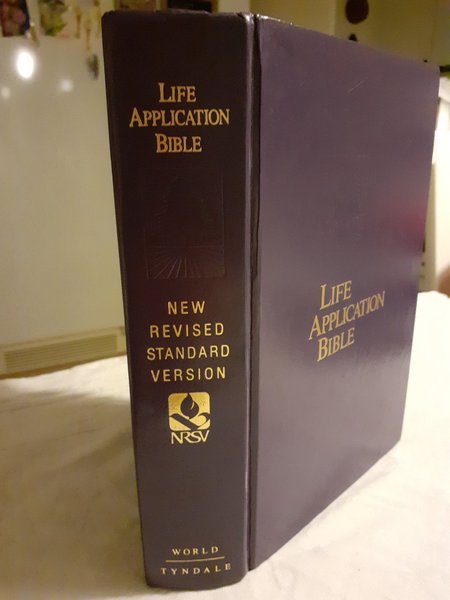 LIFE
APPLICATION
BIBLE
NEW
REVISED
STANDARD
VERSION
NRSV
WORLD
TYNDALE
LIFE
APPLICATION
BIBLE